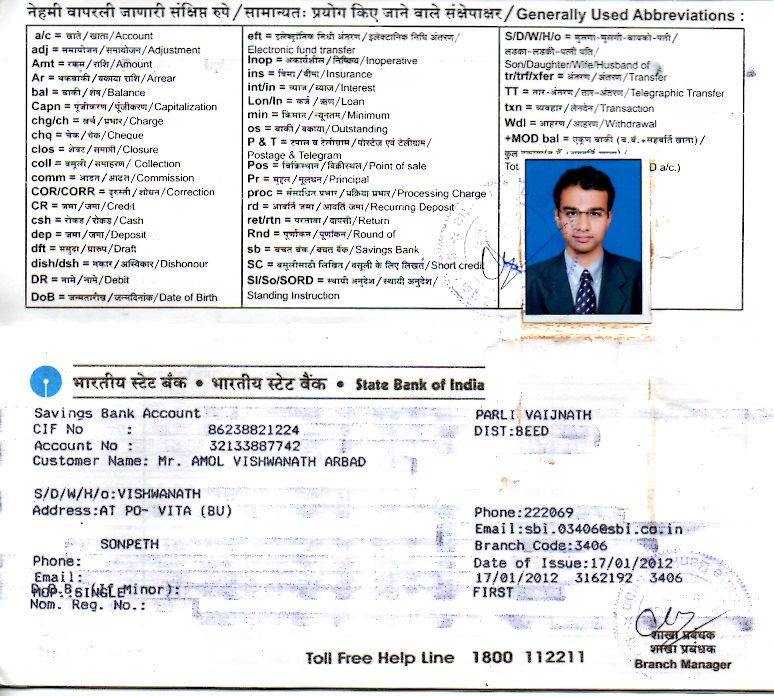 नेहमी वापरली जाणारी संक्षिप्त रुपे / सामान्यतः प्रयोग किए जाने वाले संक्षेपाक्षर / Generally Used Abbreviations :
a/c = खाते / खाता / Account
adj = समायोजन / समायोजन / Adjustment
Amt = रक्कम / राशि / Amount
Ar = थकबाकी / बकाया राशि / Arrear
bal = बाकी / शेष / Balance
Capn = पूंजीकरण / पूंजीकरण / Capitalization
chg/ch = खर्च / प्रभार / Charge
chq = चेक / चेक / Cheque
clos = शेवट / समाप्ती / Closure
coll = वसुली / समाहरण / Collection
comm = आडत / आढत / Commission
COR/CORR = दुरुस्ती / शोधन / Correction
CR = जमा / जमा / Credit
csh = रोकड / रोकड / Cash
dep = जमा / जमा / Deposit
dft = मसुदा / प्रारूप / Draft
dish/dsh = नकार / अस्विकार / Dishonour
DR = नामे / नामे / Debit
DoB = जन्मतारीख / जन्मदिनांक / Date of Birth
eft = इलेक्ट्रॉनिक निधी अंतरण / इलेक्टानिक निधि अंतरण /
Electronic fund transfer
Inop = अकार्यशील / निष्क्रिय / Inoperative
ins = विमा / बीमा / Insurance
int/in = व्याज / ब्याज / Interest
Lon/ln = कर्ज / ऋण / Loan
min = किमान / न्यूनतम / Minimum
os = बाकी / बकाया / Outstanding
P & T = टपाल व टेलीग्राम / पोस्टेज एवं टेलीग्राम /
Postage & Telegram
Pos = विक्रिस्थान / बिक्रीस्थल / Point of sale
Pr = मुद्दल / मूलधन / Principal
proc = संसाधित प्रभार / प्रक्रिया प्रभार / Processing Charge
rd = आवर्ति जमा / आवर्ति जमा / Recurring Deposit
ret/rtn = परतावा / वापसी / Return
Rnd = पूर्णांकन / पूर्णांकन / Round of
sb = बचत बँक / बचत बैंक / Savings Bank
SC = वसुलीसाठी लिखित / वसूली के लिए लिखत / Short credit
SI/So/SORD = स्थायी अनुदेश / स्थायी अनुदेश /
Standing Instruction
S/D/W/H/o = मुलगा-मुलगी-बायको-पती /
लडका-लडकी-पत्नी पति /
Son/Daughter/Wife/Husband of
tr/trf/xfer = अंतरण / अंतरण / Transfer
TT = तार-अंतरण / तार-अंतरण / Telegraphic Transfer
txn = व्यवहार / लेनदेन / Transaction
Wdl = आहरण / आहरण / Withdrawal
+MOD bal = एकूण बाकी (ब.बँ.+सहवर्ति खाता) /
कुल
Tot D a/c.)
भारतीय स्टेट बँक • भारतीय स्टेट बैंक • State Bank of India
Savings Bank Account
CIF No : 86238821224
Account No : 32133887742
Customer Name: Mr. AMOL VISHWANATH ARBAD
PARLI VAIJNATH
DIST:BEED
S/D/W/H/o:VISHWANATH
Address:AT PO- VITA (BU)
SONPETH
Phone:
Email:
D.O.B. (If Minor):
MOP: SINGLE
Nom. Reg. No.:
Phone:222069
Email:sbi.03406@sbi.co.in
Branch Code:3406
Date of Issue:17/01/2012
17/01/2012 3162192 3406
FIRST
शाखा प्रबंधक
शाखा प्रबंधक
Branch Manager
Toll Free Help Line 1800 112211